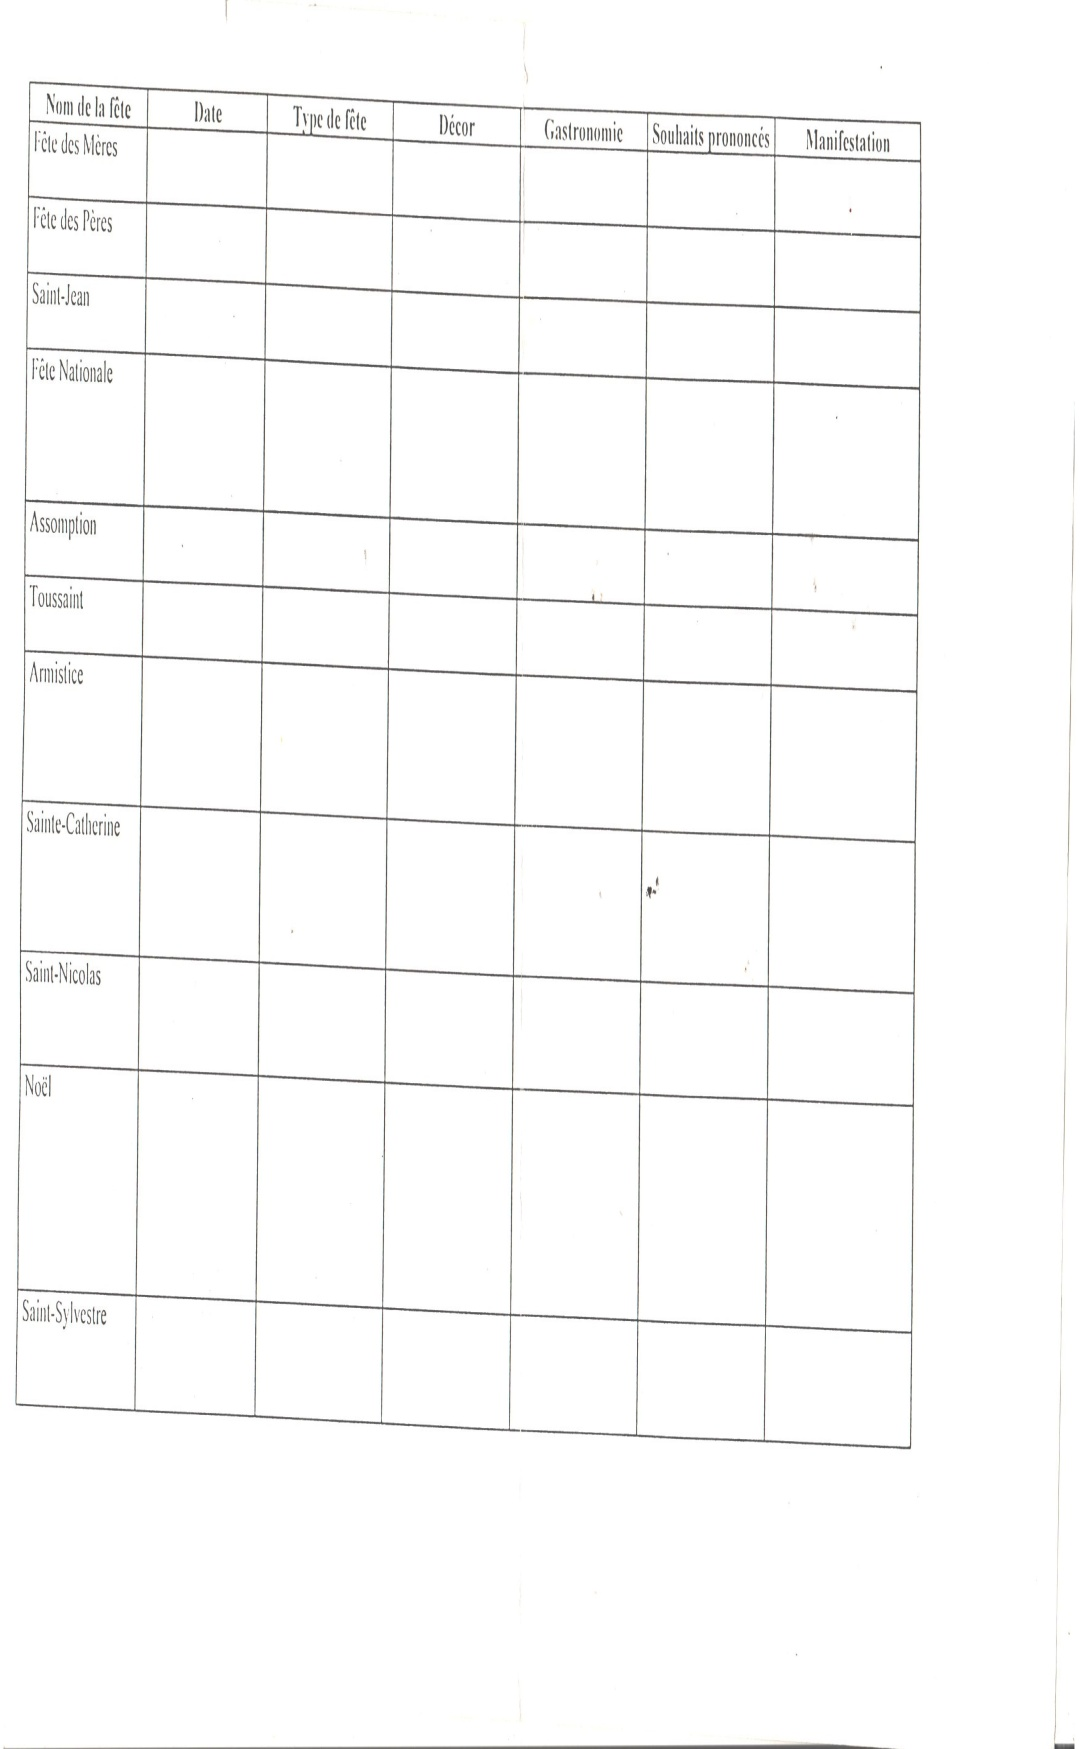 Nom de la fête Date Type de fête Décor Gastronomie Souhaits prononcés Manifestation
Fête des Mères
Fête des Pères
Saint-Jean
Fête Nationale
Assomption
Toussaint
Armistice
Sainte-Catherine
Saint-Nicolas
Noël
Saint-Sylvestre